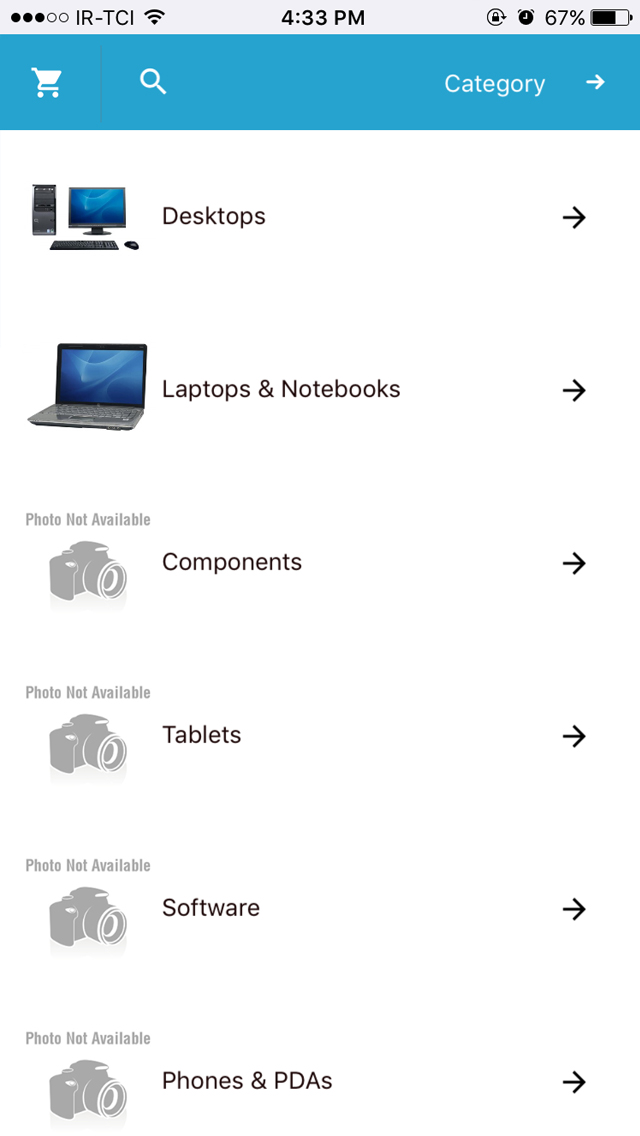 IR-TCI 4:33 PM 67%
Category
Desktops
Laptops & Notebooks
Photo Not Available
Components
Photo Not Available
Tablets
Photo Not Available
Software
Photo Not Available
Phones & PDAs